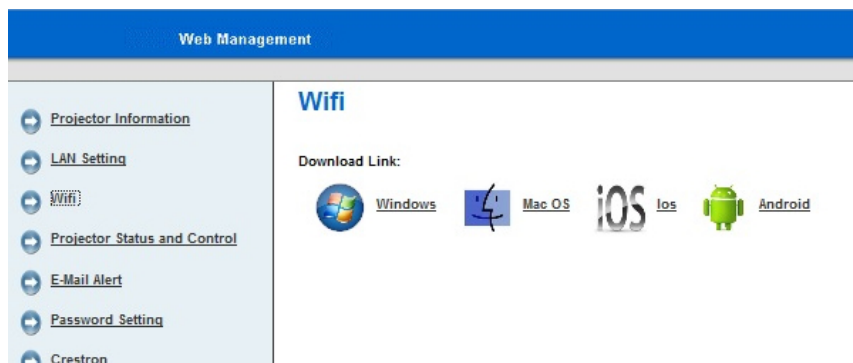 Web Management
Projector Information
LAN Setting
Wifi
Projector Status and Control
E-Mail Alert
Password Setting
Crestron
Wifi
Download Link:
Windows
Mac OS
iOS
Ios
Android